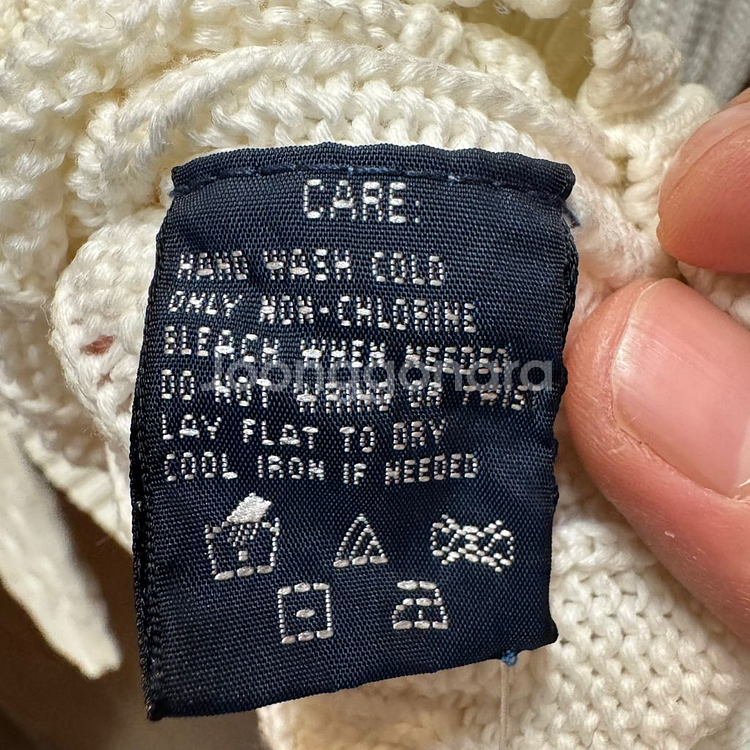 CARE:
HAND WASH COLD
ONLY NON-CHLORINE
BLEACH WHEN NEEDED
DO NOT WRING OR TWIST
LAY FLAT TO DRY
COOL IRON IF NEEDED
Joonggonara